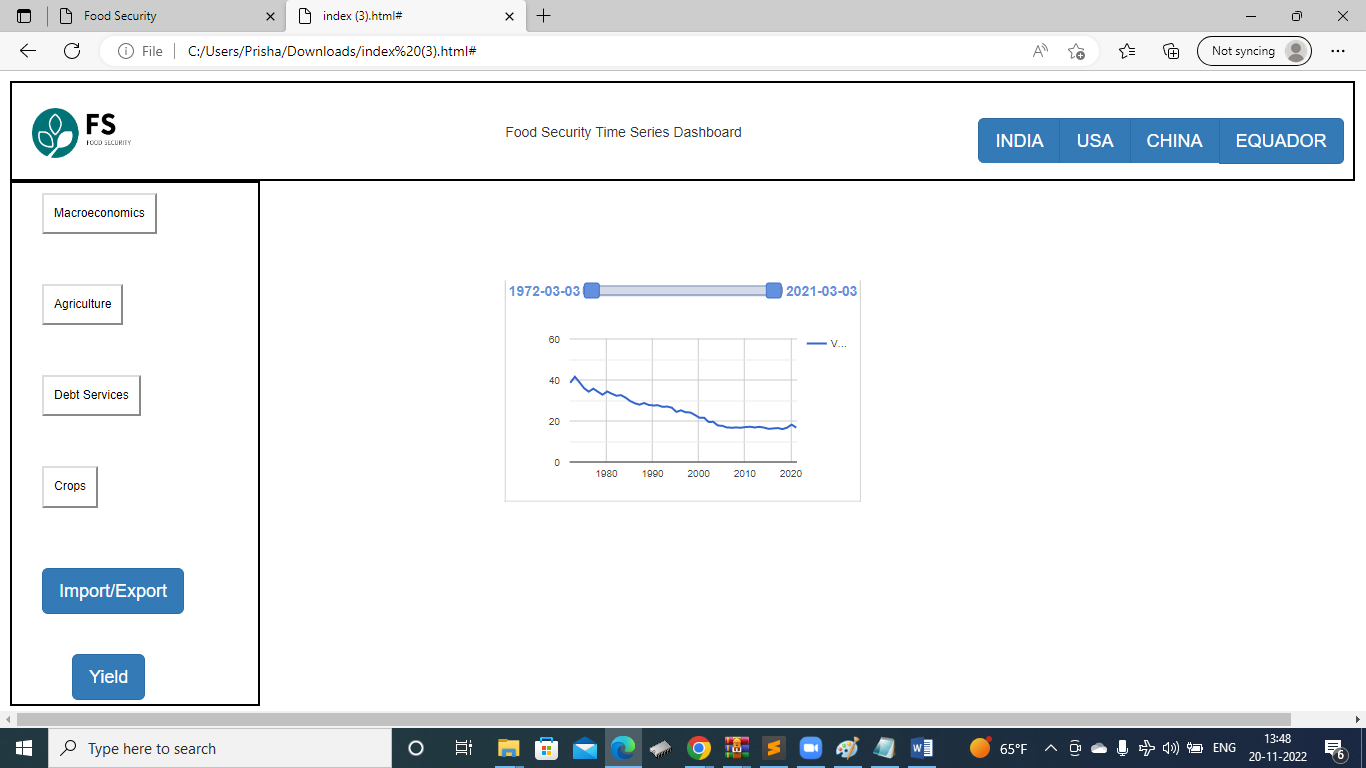 Food Security
index (3).html#
File
C:/Users/Prisha/Downloads/index%20(3).html#
Not syncing
FS
FOOD SECURITY
Food Security Time Series Dashboard
INDIA
USA
CHINA
EQUADOR
Macroeconomics
Agriculture
Debt Services
Crops
Import/Export
Yield
1972-03-03
2021-03-03
60
40
20
0
V...
1980 1990 2000 2010 2020
Type here to search
65°F
ENG
13:48
20-11-2022
6